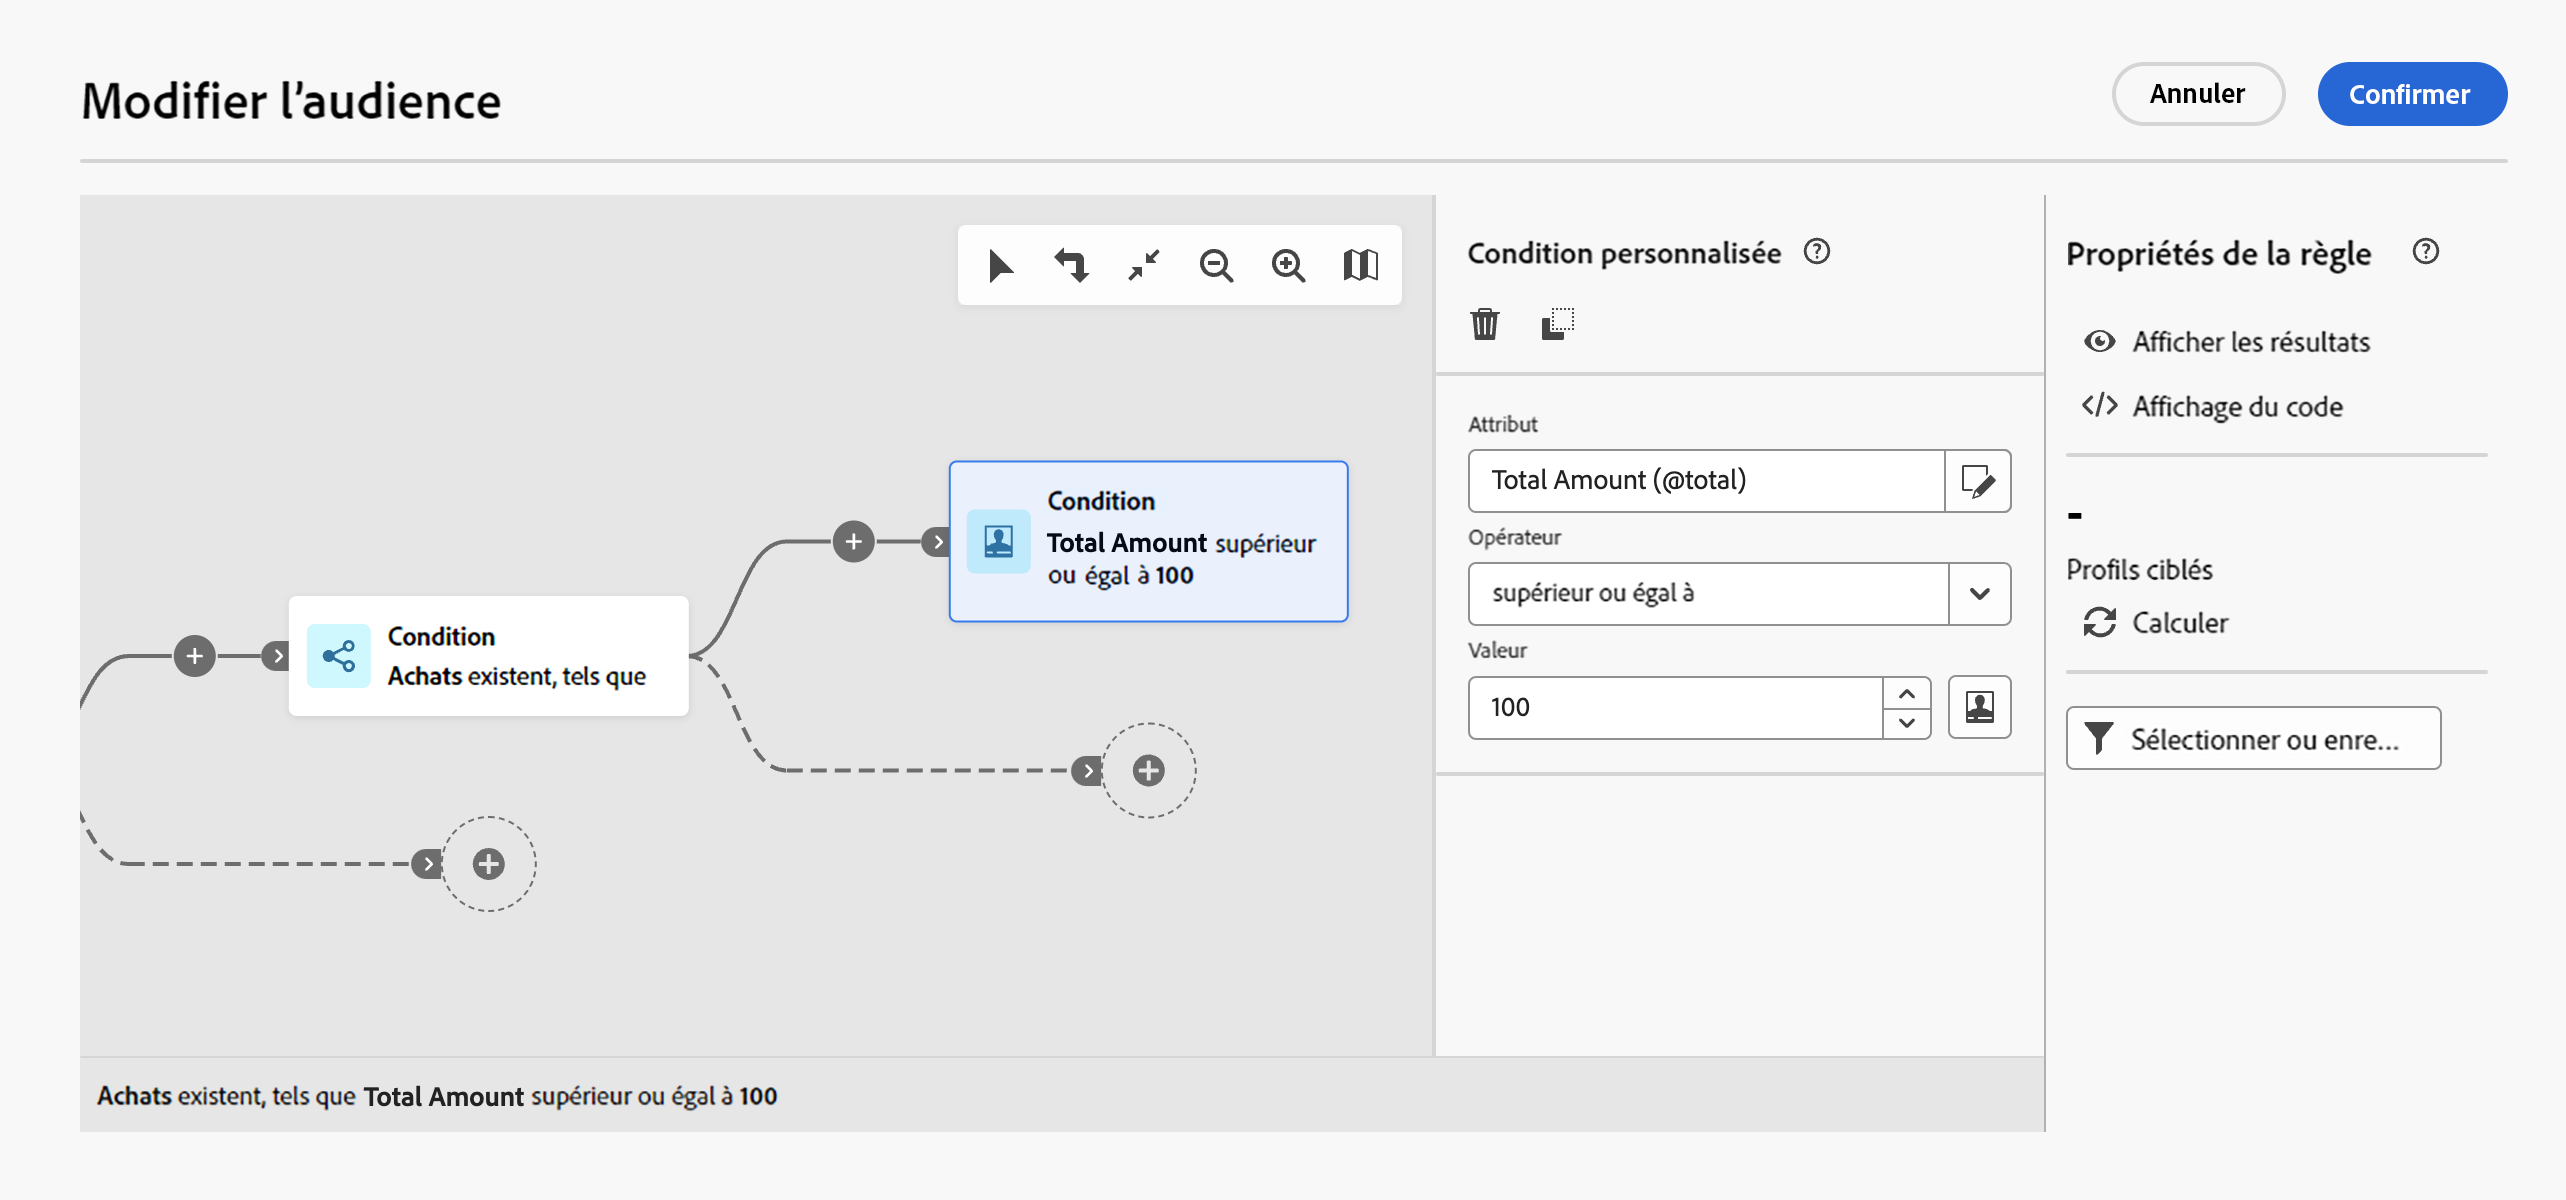 Modifier l’audience
Annuler
Confirmer
Condition
Total Amount supérieur
ou égal à 100
Condition
Achats existent, tels que
Achats existent, tels que Total Amount supérieur ou égal à 100
Condition personnalisée
Attribut
Total Amount (@total)
Opérateur
supérieur ou égal à
Valeur
100
Propriétés de la règle
Afficher les résultats
Affichage du code
-
Profils ciblés
Calculer
Sélectionner ou enre...